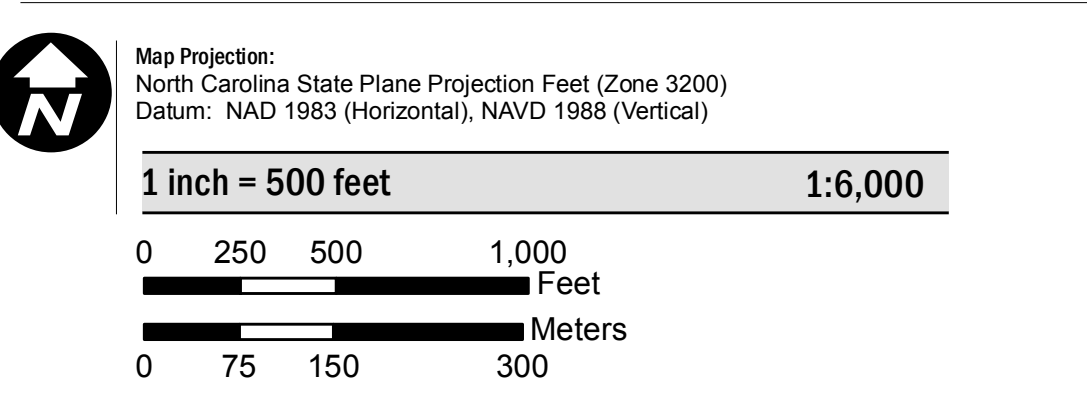 N
Map Projection:
North Carolina State Plane Projection Feet (Zone 3200)
Datum: NAD 1983 (Horizontal), NAVD 1988 (Vertical)
1 inch = 500 feet 1:6,000
0 250 500 1,000
Feet
Meters
0 75 150 300